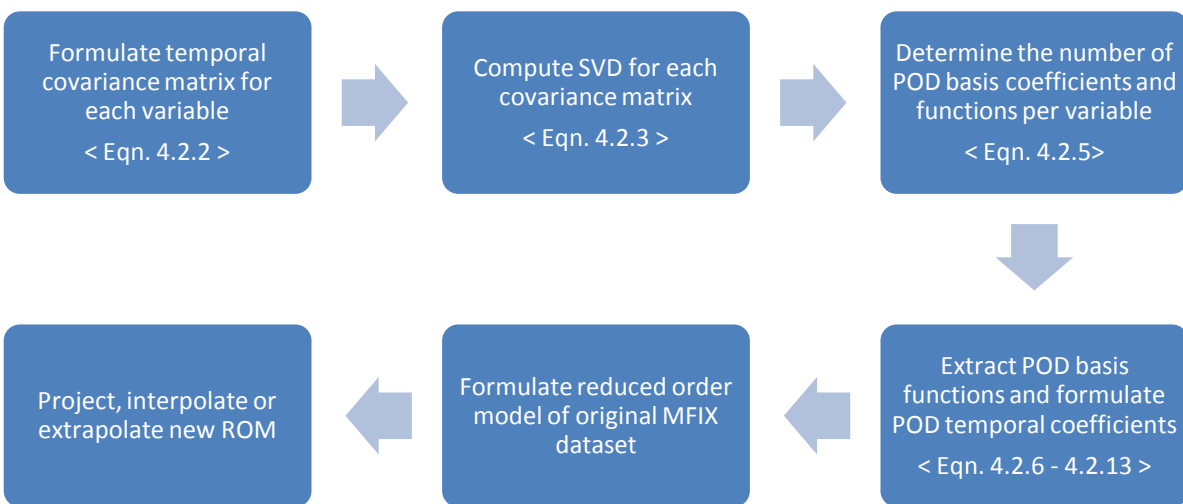 Formulate temporal
covariance matrix for
each variable
< Eqn. 4.2.2 >
Compute SVD for each
covariance matrix
< Eqn. 4.2.3 >
Determine the number of
POD basis coefficients and
functions per variable
< Eqn. 4.2.5>
Extract POD basis
functions and formulate
POD temporal coefficients
< Eqn. 4.2.6 - 4.2.13 >
Formulate reduced order
model of original MFIX
dataset
Project, interpolate or
extrapolate new ROM